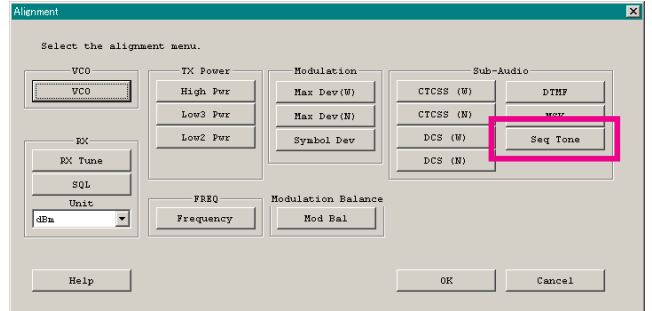 Alignment
Select the alignment menu.
VCO
VCO
RX
RX Tune
SQL
Unit
dBm
TX Power
High Pwr
Low3 Pwr
Low2 Pwr
FREQ
Frequency
Modulation
Max Dev(W)
Max Dev(N)
Symbol Dev
Modulation Balance
Mod Bal
Sub-Audio
CTCSS (W)
CTCSS (N)
DCS (W)
DCS (N)
DTMF
MSK
Seq Tone
Help
OK
Cancel